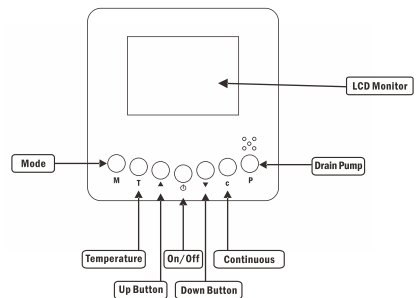 LCD Monitor
Mode
Drain Pump
M T ▲ ⏻ ▼ c P
Temperature
On/Off
Continuous
Up Button
Down Button